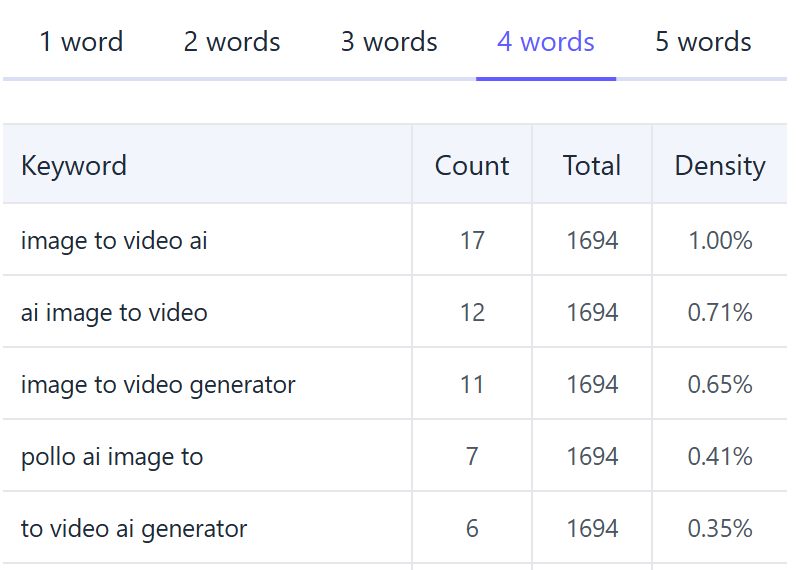 1 word 2 words 3 words 4 words 5 words
Keyword Count Total Density
image to video ai 17 1694 1.00%
ai image to video 12 1694 0.71%
image to video generator 11 1694 0.65%
pollo ai image to 7 1694 0.41%
to video ai generator 6 1694 0.35%